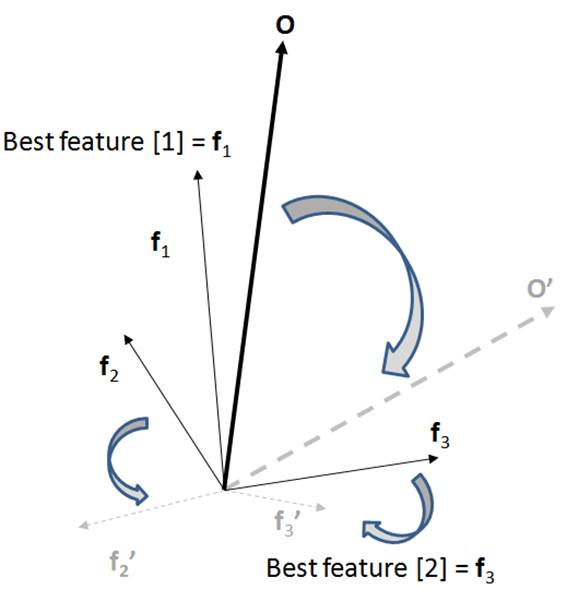 O
Best feature [1] = f₁
f₁
O’
f₂
f₃
f₃’
f₂’
Best feature [2] = f₃